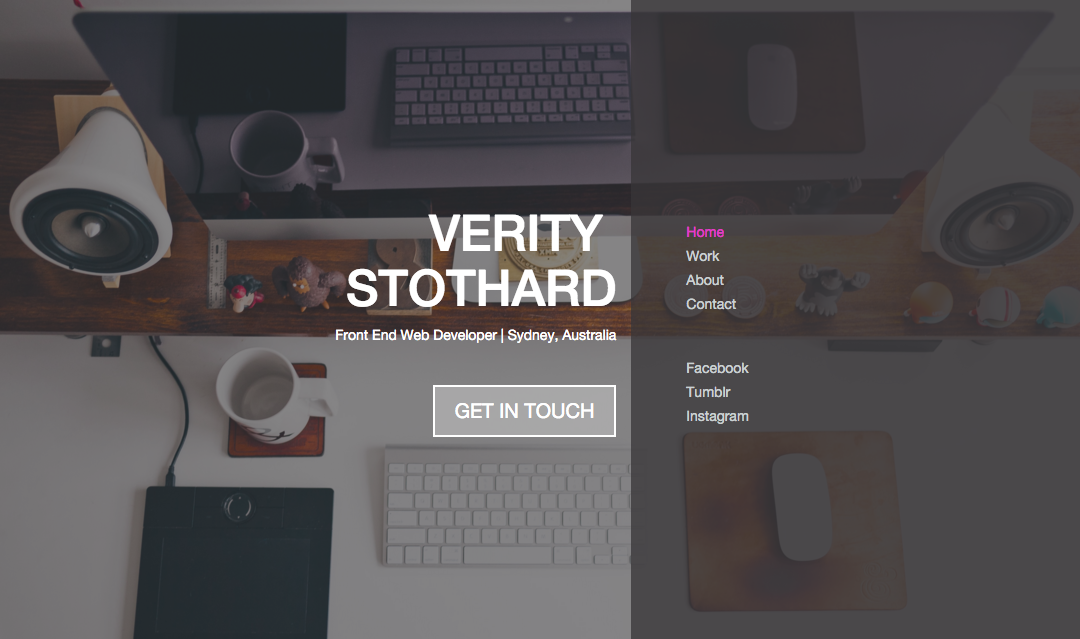 VERITY
STOTHARD
Front End Web Developer | Sydney, Australia
GET IN TOUCH
Home
Work
About
Contact
Facebook
Tumblr
Instagram